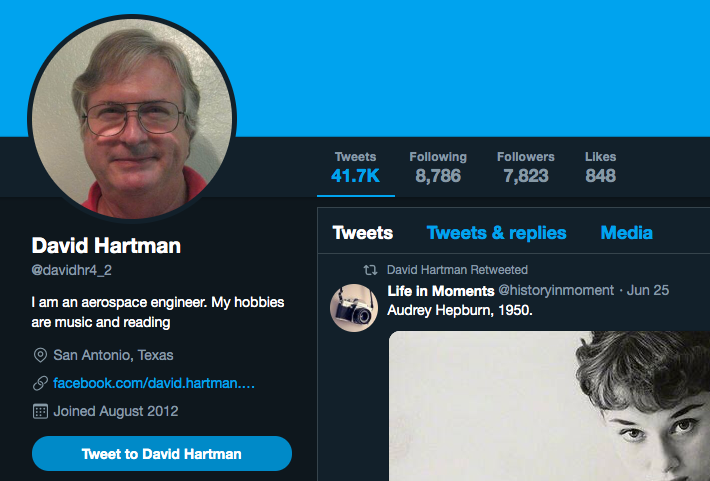 Tweets Following Followers Likes
41.7K 8,786 7,823 848
David Hartman
@davidhr4_2
I am an aerospace engineer. My hobbies
are music and reading
San Antonio, Texas
facebook.com/david.hartman....
Joined August 2012
Tweet to David Hartman
Tweets Tweets & replies Media
David Hartman Retweeted
Life in Moments @historyinmoment · Jun 25
Audrey Hepburn, 1950.